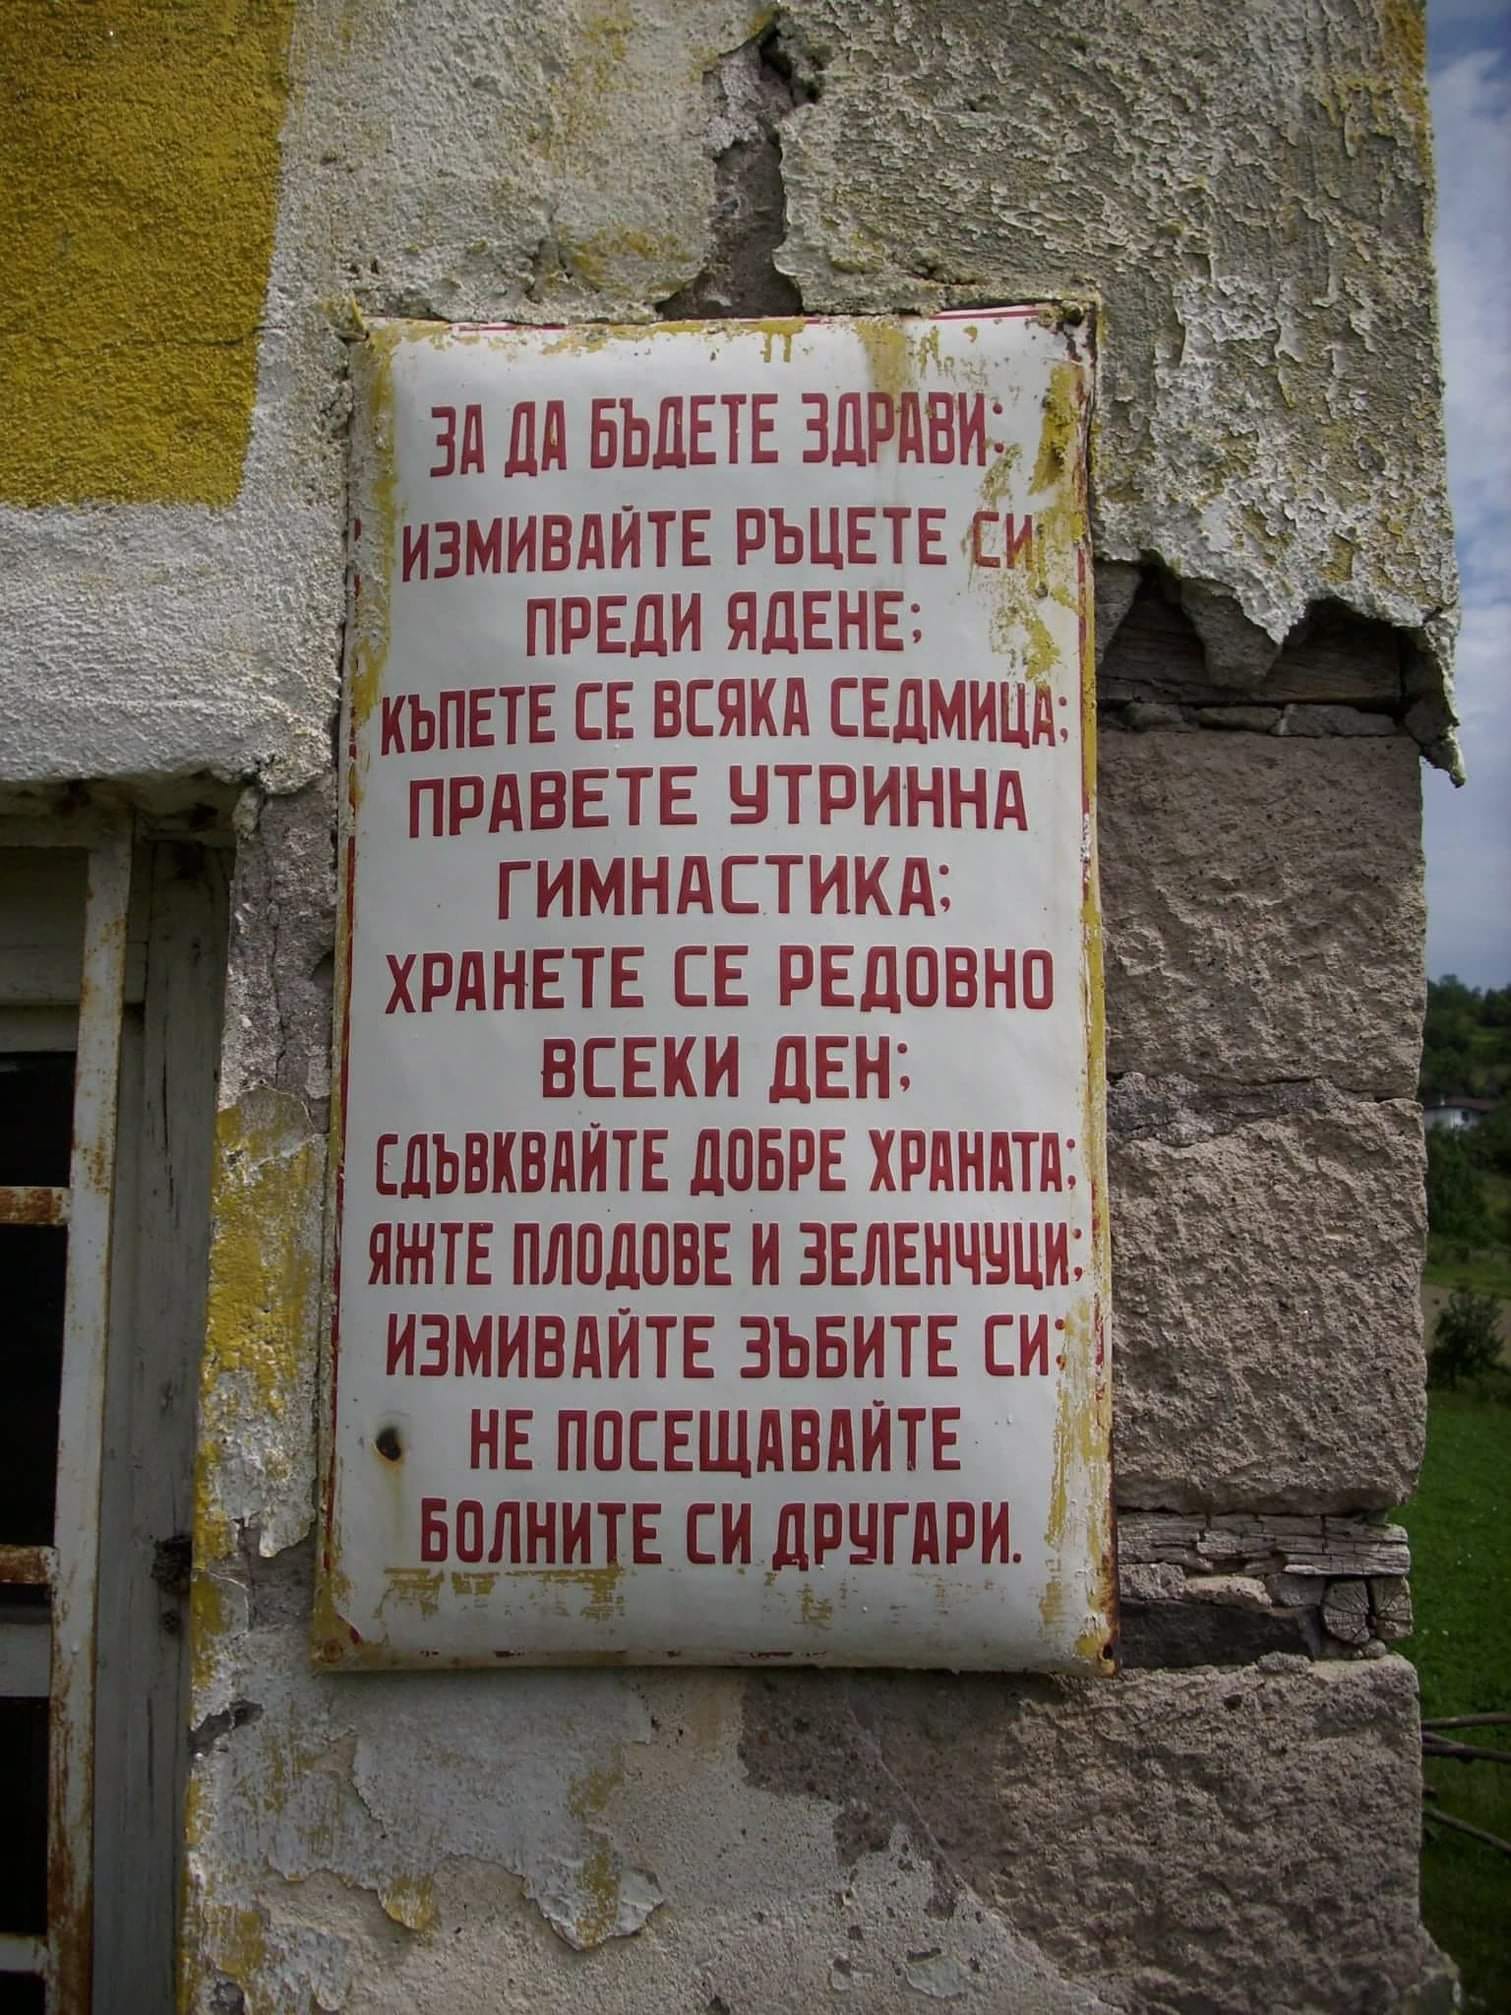 ЗА ДА БЪДЕТЕ ЗДРАВИ:
ИЗМИВАЙТЕ РЪЦЕТЕ СИ
ПРЕДИ ЯДЕНЕ;
КЪПЕТЕ СЕ ВСЯКА СЕДМИЦА;
ПРАВЕТЕ УТРИННА
ГИМНАСТИКА;
ХРАНЕТЕ СЕ РЕДОВНО
ВСЕКИ ДЕН;
СДЪВКВАЙТЕ ДОБРЕ ХРАНАТА;
ЯЖТЕ ПЛОДОВЕ И ЗЕЛЕНЧУЦИ;
ИЗМИВАЙТЕ ЗЪБИТЕ СИ;
НЕ ПОСЕЩАВАЙТЕ
БОЛНИТЕ СИ ДРУГАРИ.